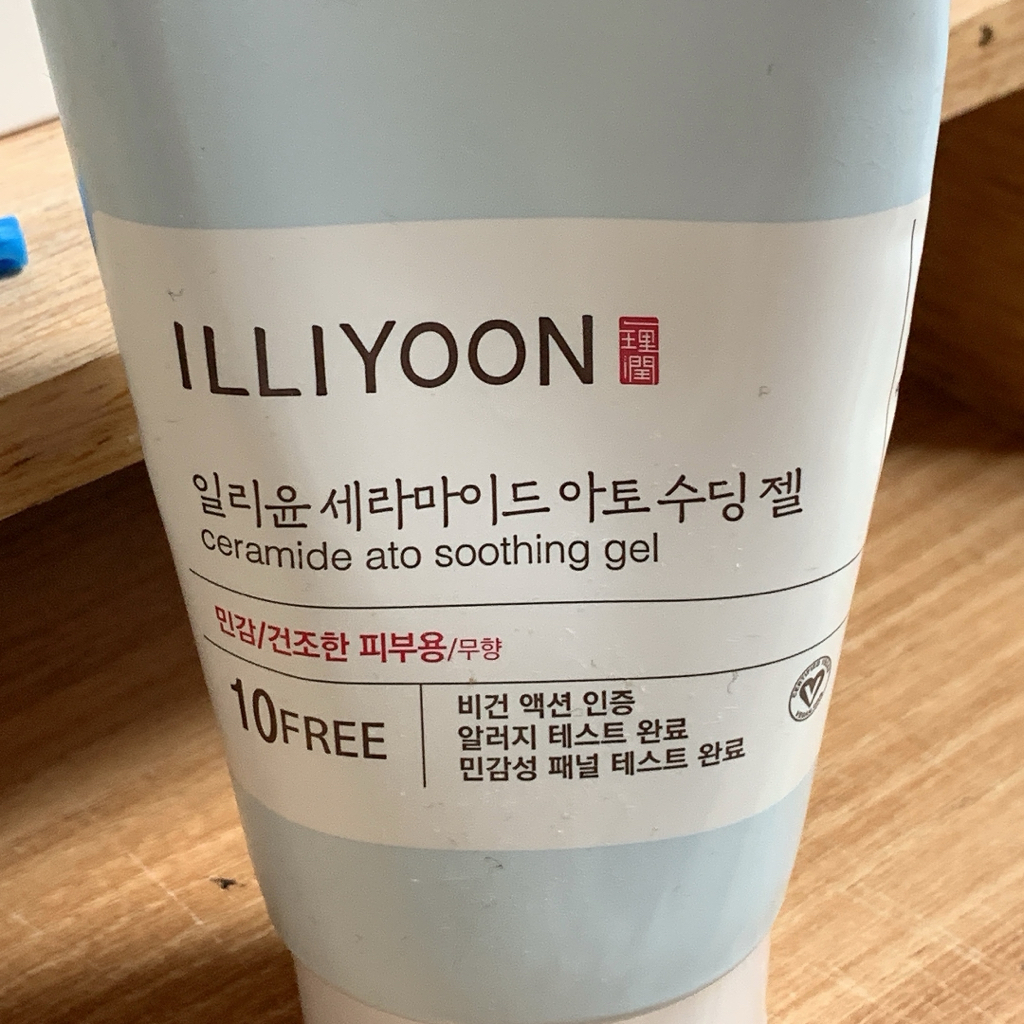 ILLIYOON
일리윤 세라마이드 아토 수딩 젤
ceramide ato soothing gel
민감/건조한 피부용/무향
10FREE
비건 액션 인증
알러지 테스트 완료
민감성 패널 테스트 완료